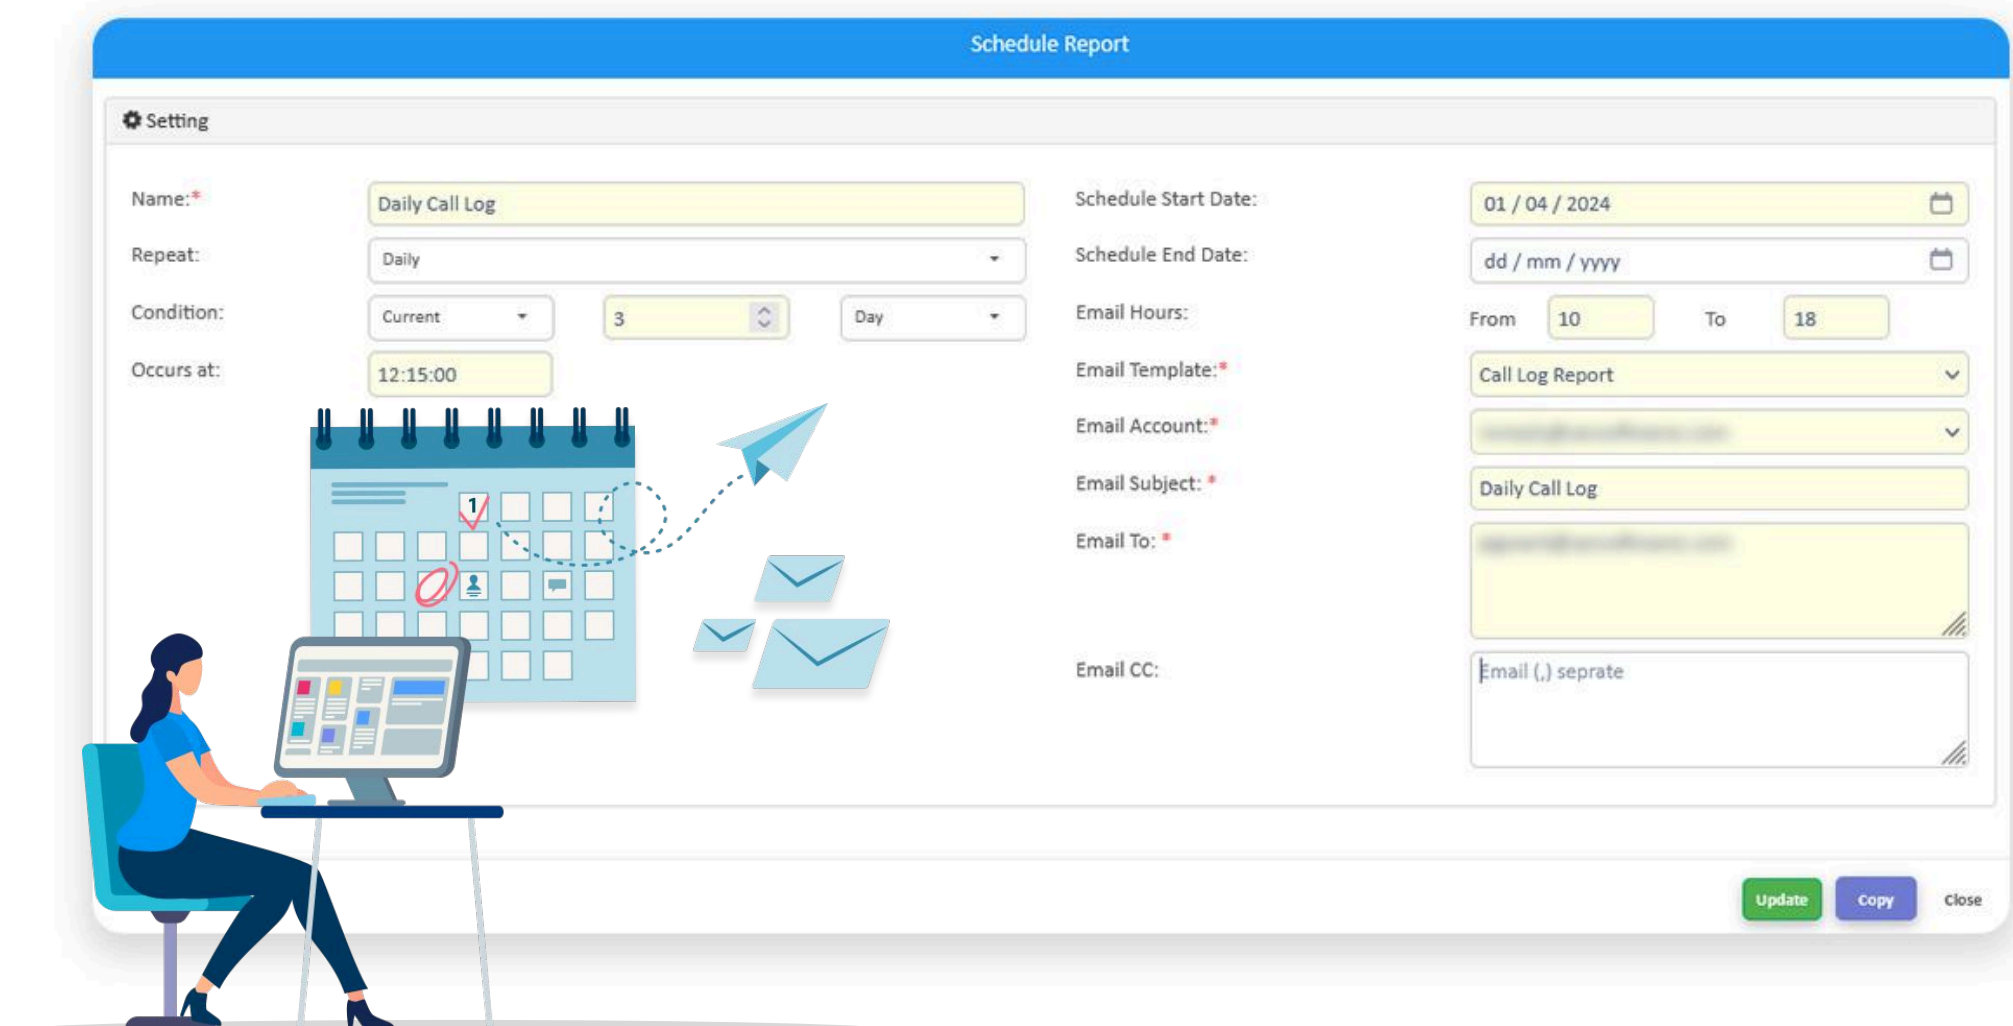 Schedule Report
Setting
Name:*
Daily Call Log
Repeat:
Daily
Condition:
Current
3
Day
Occurs at:
12:15:00
1
Schedule Start Date:
01 / 04 / 2024
Schedule End Date:
dd / mm / yyyy
Email Hours:
From 10 To 18
Email Template:*
Call Log Report
Email Account:*
Email Subject: *
Daily Call Log
Email To: *
Email CC:
Email (,) seprate
Update
Copy
Close